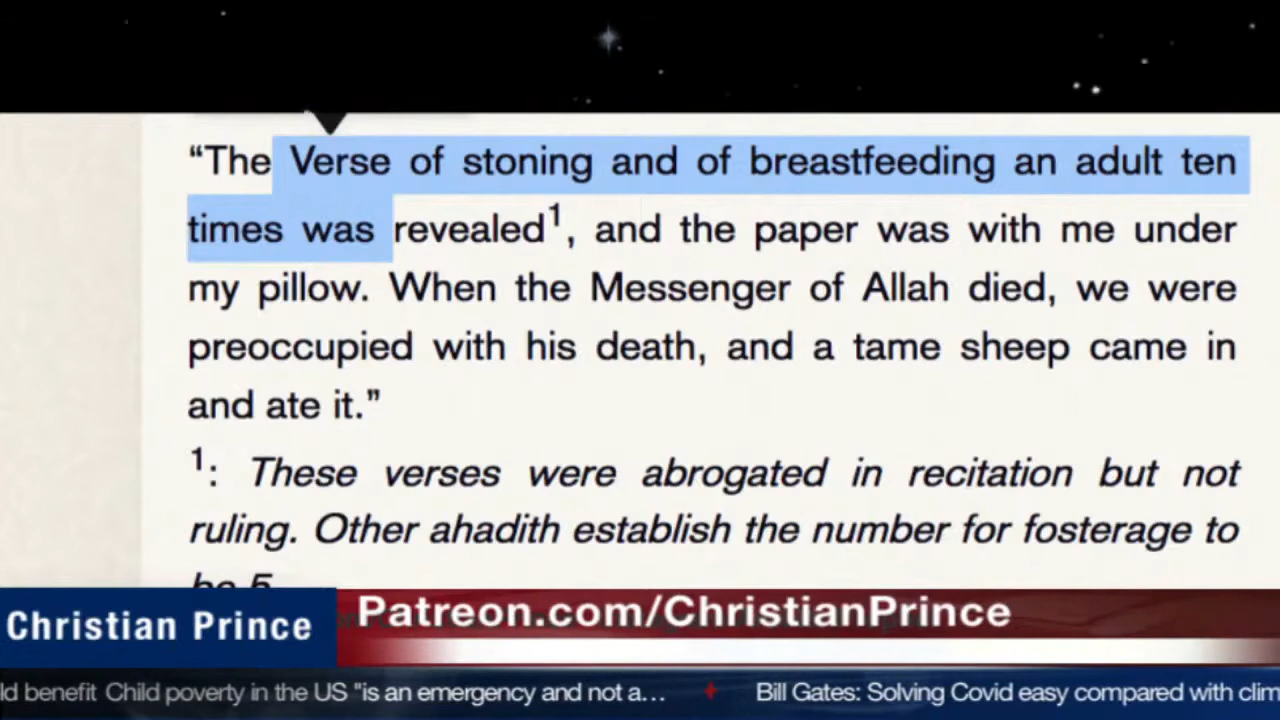 “The Verse of stoning and of breastfeeding an adult ten
times was revealed¹, and the paper was with me under
my pillow. When the Messenger of Allah died, we were
preoccupied with his death, and a tame sheep came in
and ate it.”
¹: These verses were abrogated in recitation but not
ruling. Other ahadith establish the number for fosterage to
be 5
Christian Prince
Patreon.com/ChristianPrince
ld benefit Child poverty in the US "is an emergency and not a… Bill Gates: Solving Covid easy compared with clim